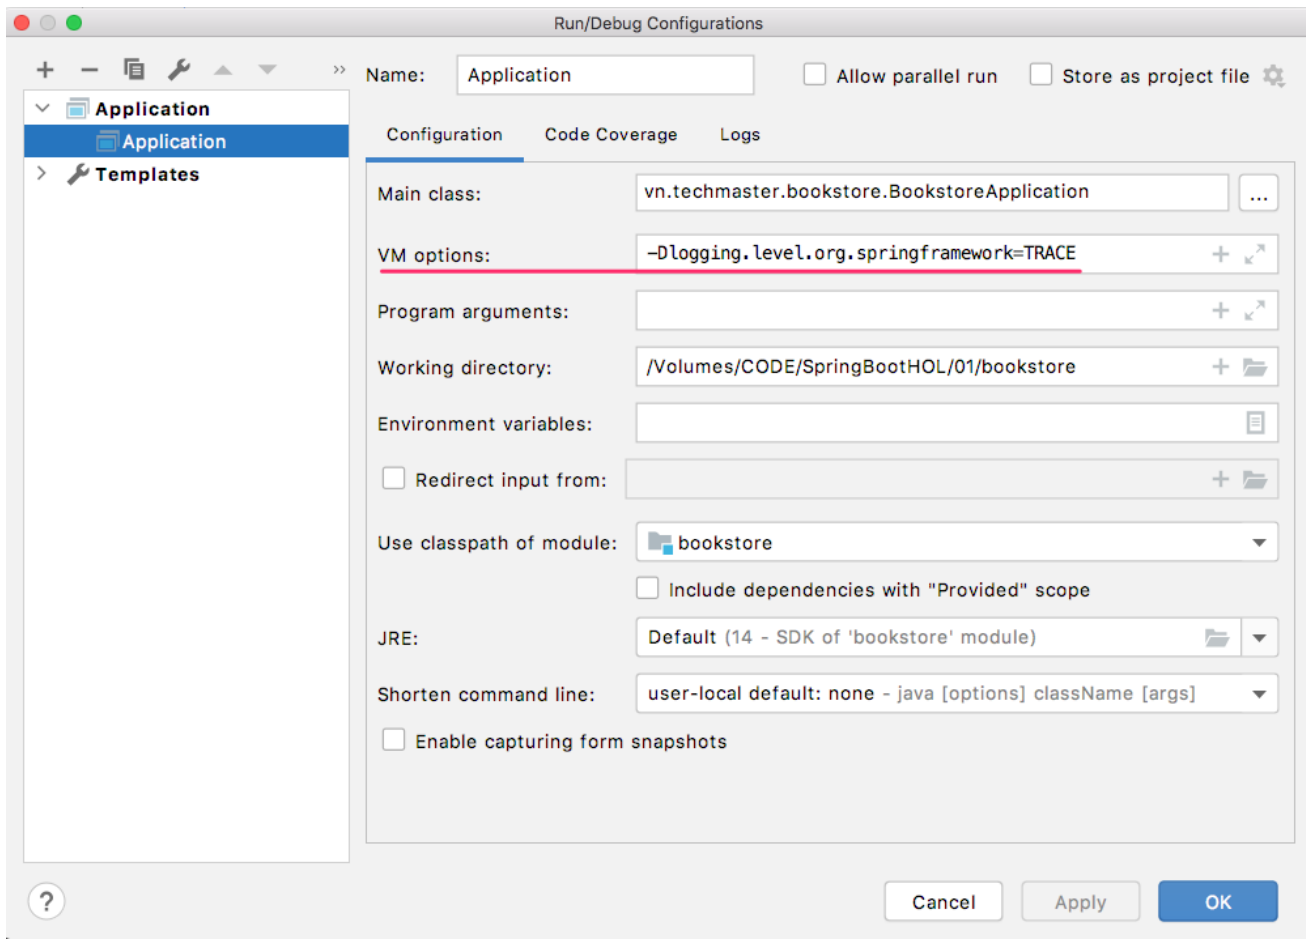 Run/Debug Configurations
Name: Application Allow parallel run Store as project file
Application
Application
Templates
Configuration Code Coverage Logs
Main class: vn.techmaster.bookstore.BookstoreApplication ...
VM options: -Dlogging.level.org.springframework=TRACE
Program arguments:
Working directory: /Volumes/CODE/SpringBootHOL/01/bookstore
Environment variables:
Redirect input from:
Use classpath of module: bookstore
Include dependencies with "Provided" scope
JRE: Default (14 - SDK of 'bookstore' module)
Shorten command line: user-local default: none - java [options] className [args]
Enable capturing form snapshots
? Cancel Apply OK